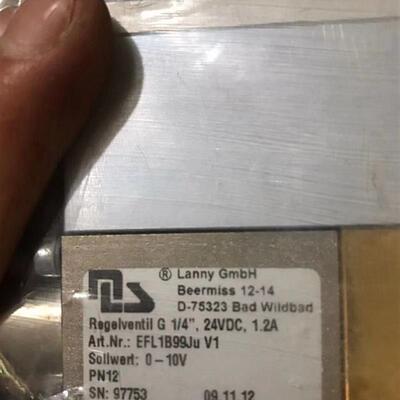 ® Lanny GmbH
Beermiss 12-14
D-75323 Bad Wildbad
Regelventil G 1/4", 24VDC, 1.2A
Art.Nr.: EFL1B99Ju V1
Sollwert: 0-10V
PN12
SN: 97753 09.11.12